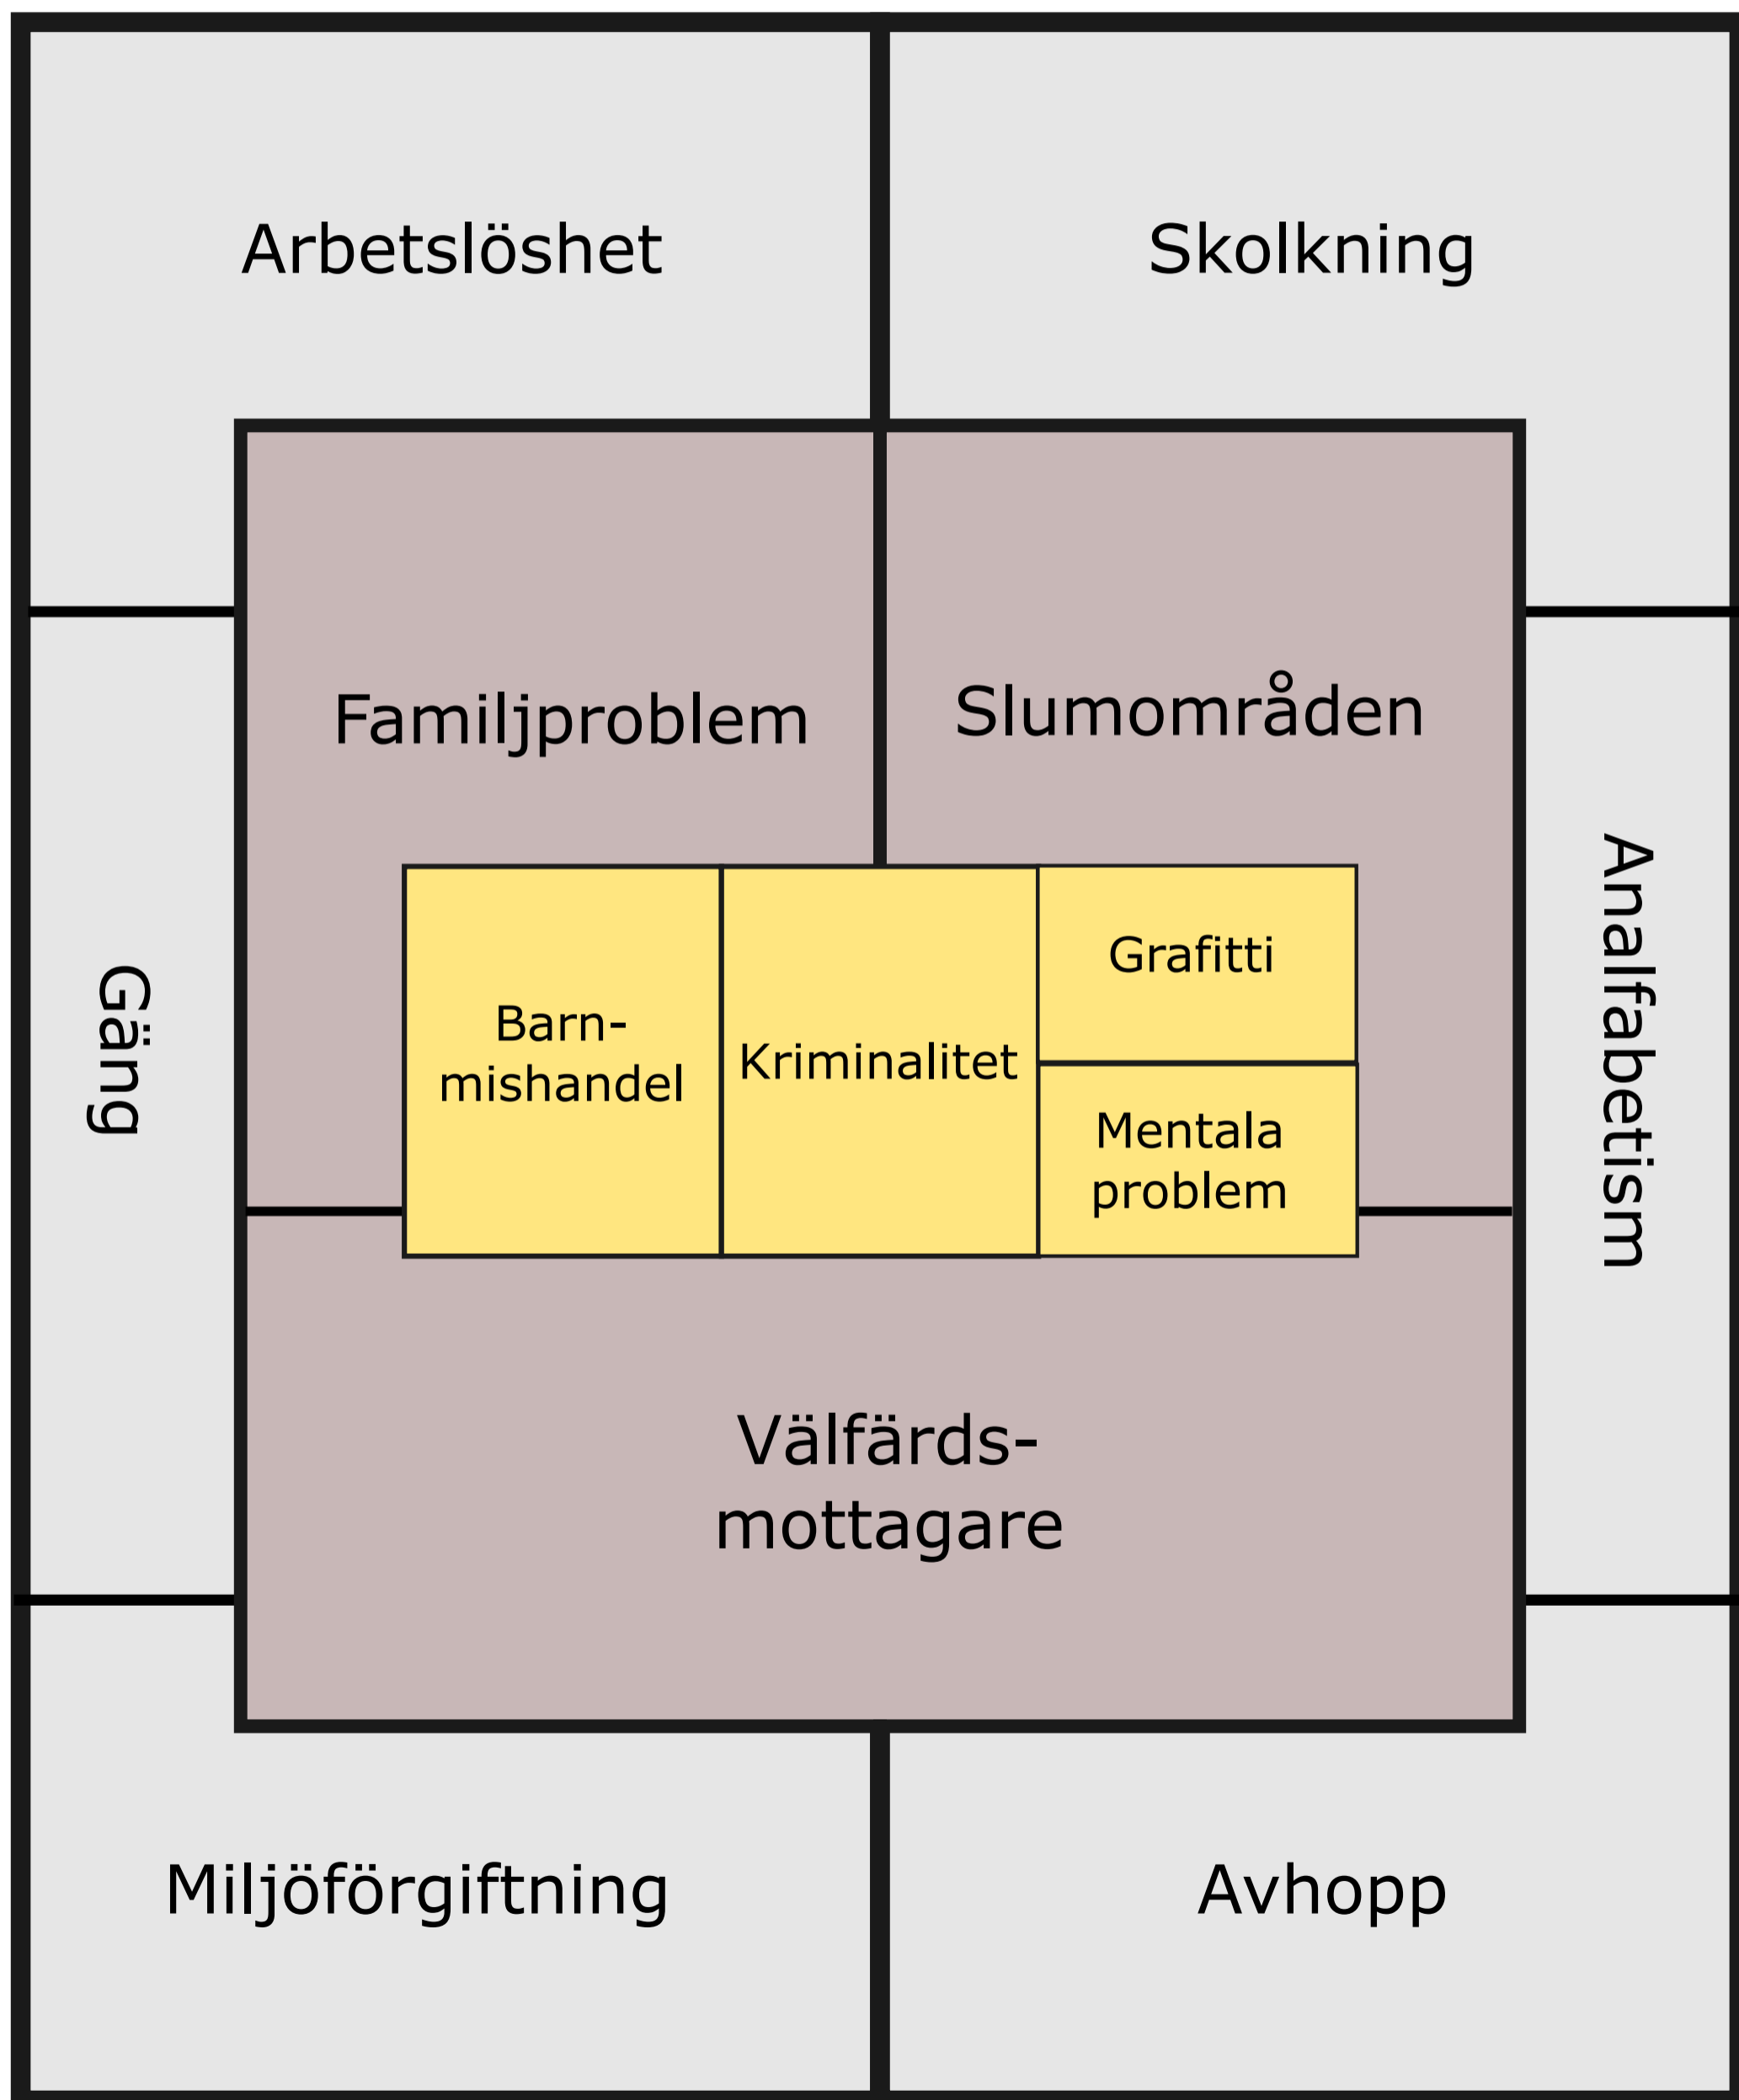 Arbetslöshet
Skolkning
Familjproblem
Slumområden
Gäng
Barn-
mishandel
Kriminalitet
Grafitti
Mentala
problem
Analfabetism
Välfärds-
mottagare
Miljöförgiftning
Avhopp